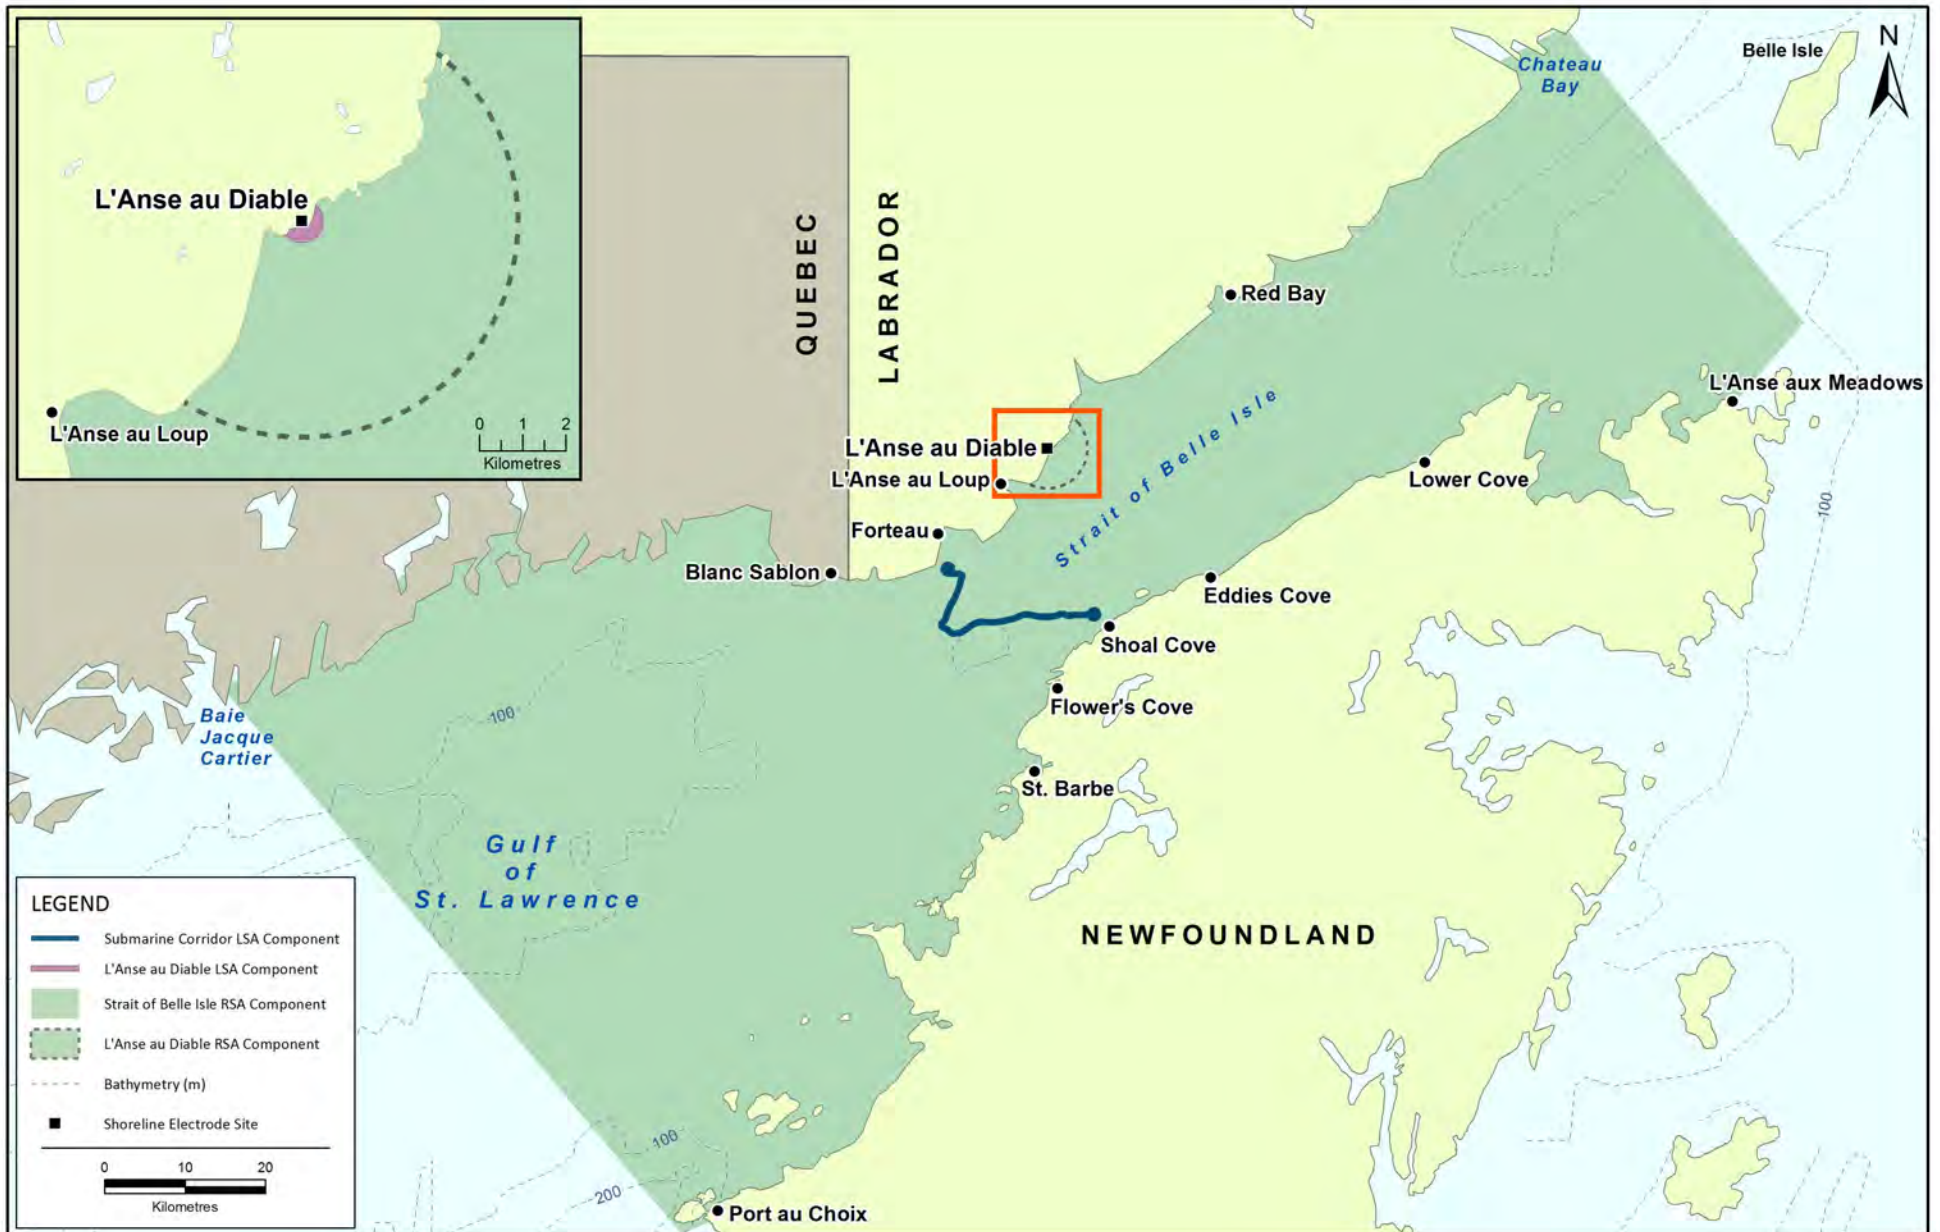 L'Anse au Diable
L'Anse au Loup
0 1 2
Kilometres
Belle Isle
N
Chateau
Bay
QUEBEC
LABRADOR
Red Bay
L'Anse aux Meadows
L'Anse au Diable
L'Anse au Loup
Strait of Belle Isle
Lower Cove
100
Forteau
Blanc Sablon
Eddies Cove
Shoal Cove
Flower's Cove
Baie
Jacque
Cartier
100
St. Barbe
Gulf
of
St. Lawrence
NEWFOUNDLAND
LEGEND
Submarine Corridor LSA Component
L'Anse au Diable LSA Component
Strait of Belle Isle RSA Component
L'Anse au Diable RSA Component
Bathymetry (m)
Shoreline Electrode Site
0 10 20
Kilometres
100
200
Port au Choix